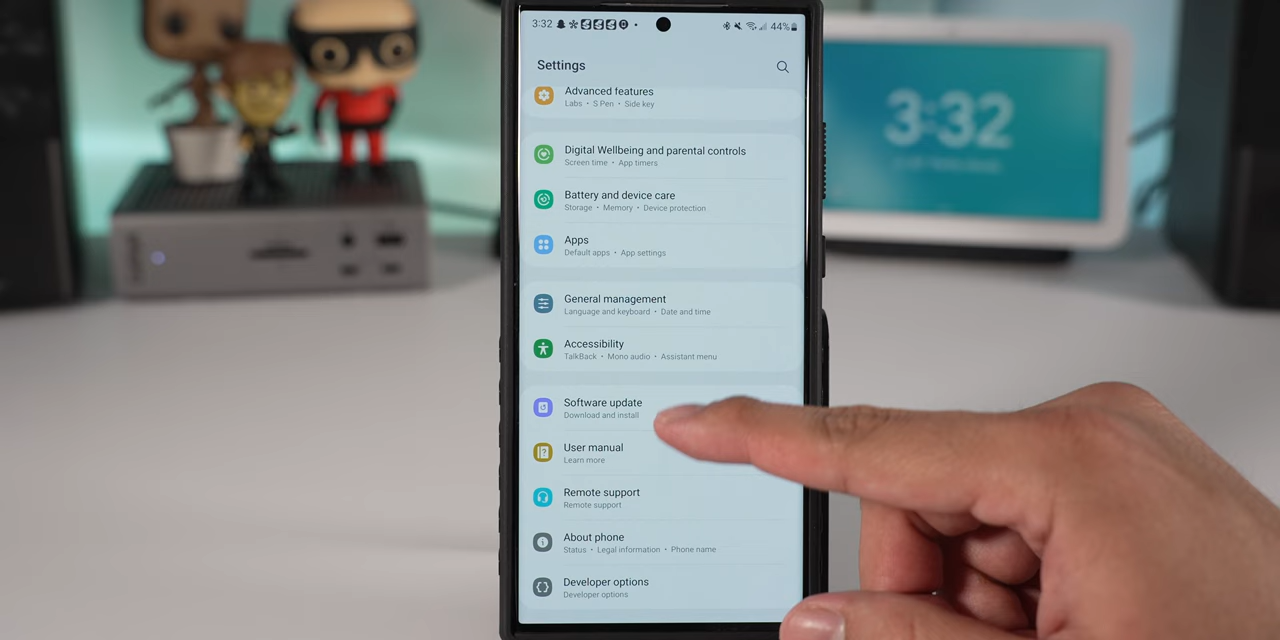 3:32
44%
Settings
Advanced features
Labs • S Pen • Side key
Digital Wellbeing and parental controls
Screen time • App timers
Battery and device care
Storage • Memory • Device protection
Apps
Default apps • App settings
General management
Language and keyboard • Date and time
Accessibility
TalkBack • Mono audio • Assistant menu
Software update
Download and install
User manual
Learn more
Remote support
Remote support
About phone
Status • Legal information • Phone name
Developer options
Developer options
3:32